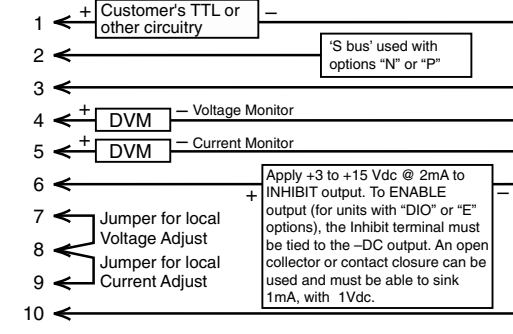 1 + Customer's TTL or –
other circuitry
2 'S bus' used with
options "N" or "P"
3
4 + DVM – Voltage Monitor
5 + DVM – Current Monitor
6 + Apply +3 to +15 Vdc @ 2mA to –
INHIBIT output. To ENABLE
output (for units with "DIO" or "E"
options), the Inhibit terminal must
be tied to the –DC output. An open
collector or contact closure can be
used and must be able to sink
1mA, with 1Vdc.
7 Jumper for local
Voltage Adjust
8
Jumper for local
9 Current Adjust
10